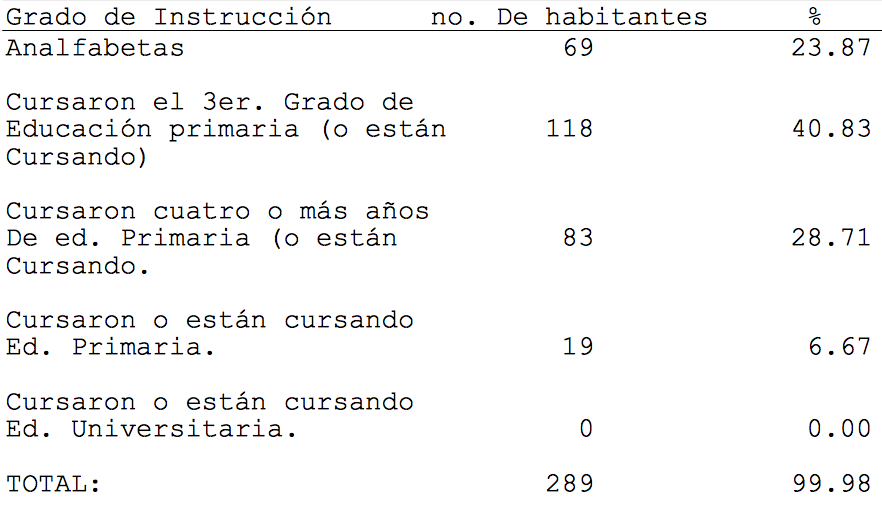 Grado de Instrucción no. De habitantes %
Analfabetas 69 23.87
Cursaron el 3er. Grado de
Educación primaria (o están 118 40.83
Cursando)
Cursaron cuatro o más años
De ed. Primaria (o están 83 28.71
Cursando.
Cursaron o están cursando
Ed. Primaria. 19 6.67
Cursaron o están cursando
Ed. Universitaria. 0 0.00
TOTAL: 289 99.98